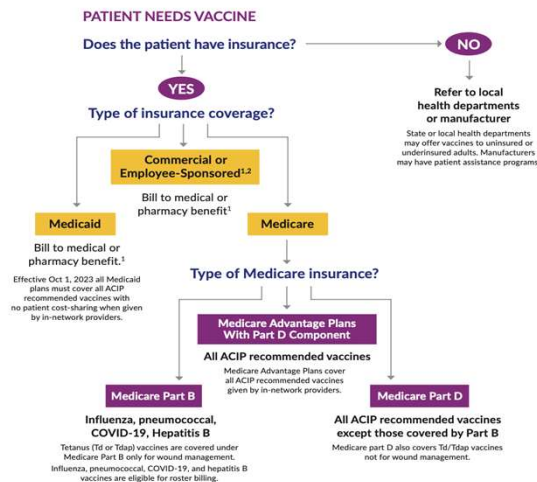 PATIENT NEEDS VACCINE
Does the patient have insurance?
NO
YES
Refer to local
health departments
or manufacturer
State or local health departments
may offer vaccines to uninsured or
underinsured adults. Manufacturers
may have patient assistance programs
Type of insurance coverage?
Commercial or
Employee-Sponsored1,2
Bill to medical or
pharmacy benefit1
Medicaid
Bill to medical or
pharmacy benefit.1
Effective Oct 1, 2023 all Medicaid
plans must cover all ACIP
recommended vaccines with
no patient cost-sharing when given
by in-network providers.
Medicare
Type of Medicare insurance?
Medicare Advantage Plans
With Part D Component
All ACIP recommended vaccines
Medicare Advantage Plans cover
all ACIP recommended vaccines
given by in-network providers.
Medicare Part B
Influenza, pneumococcal,
COVID-19, Hepatitis B
Tetanus (Td or Tdap) vaccines are covered under
Medicare Part B only for wound management.
Influenza, pneumococcal, COVID-19, and hepatitis B
vaccines are eligible for roster billing.
Medicare Part D
All ACIP recommended vaccines
except those covered by Part B
Medicare part D also covers Td/Tdap vaccines
not for wound management.